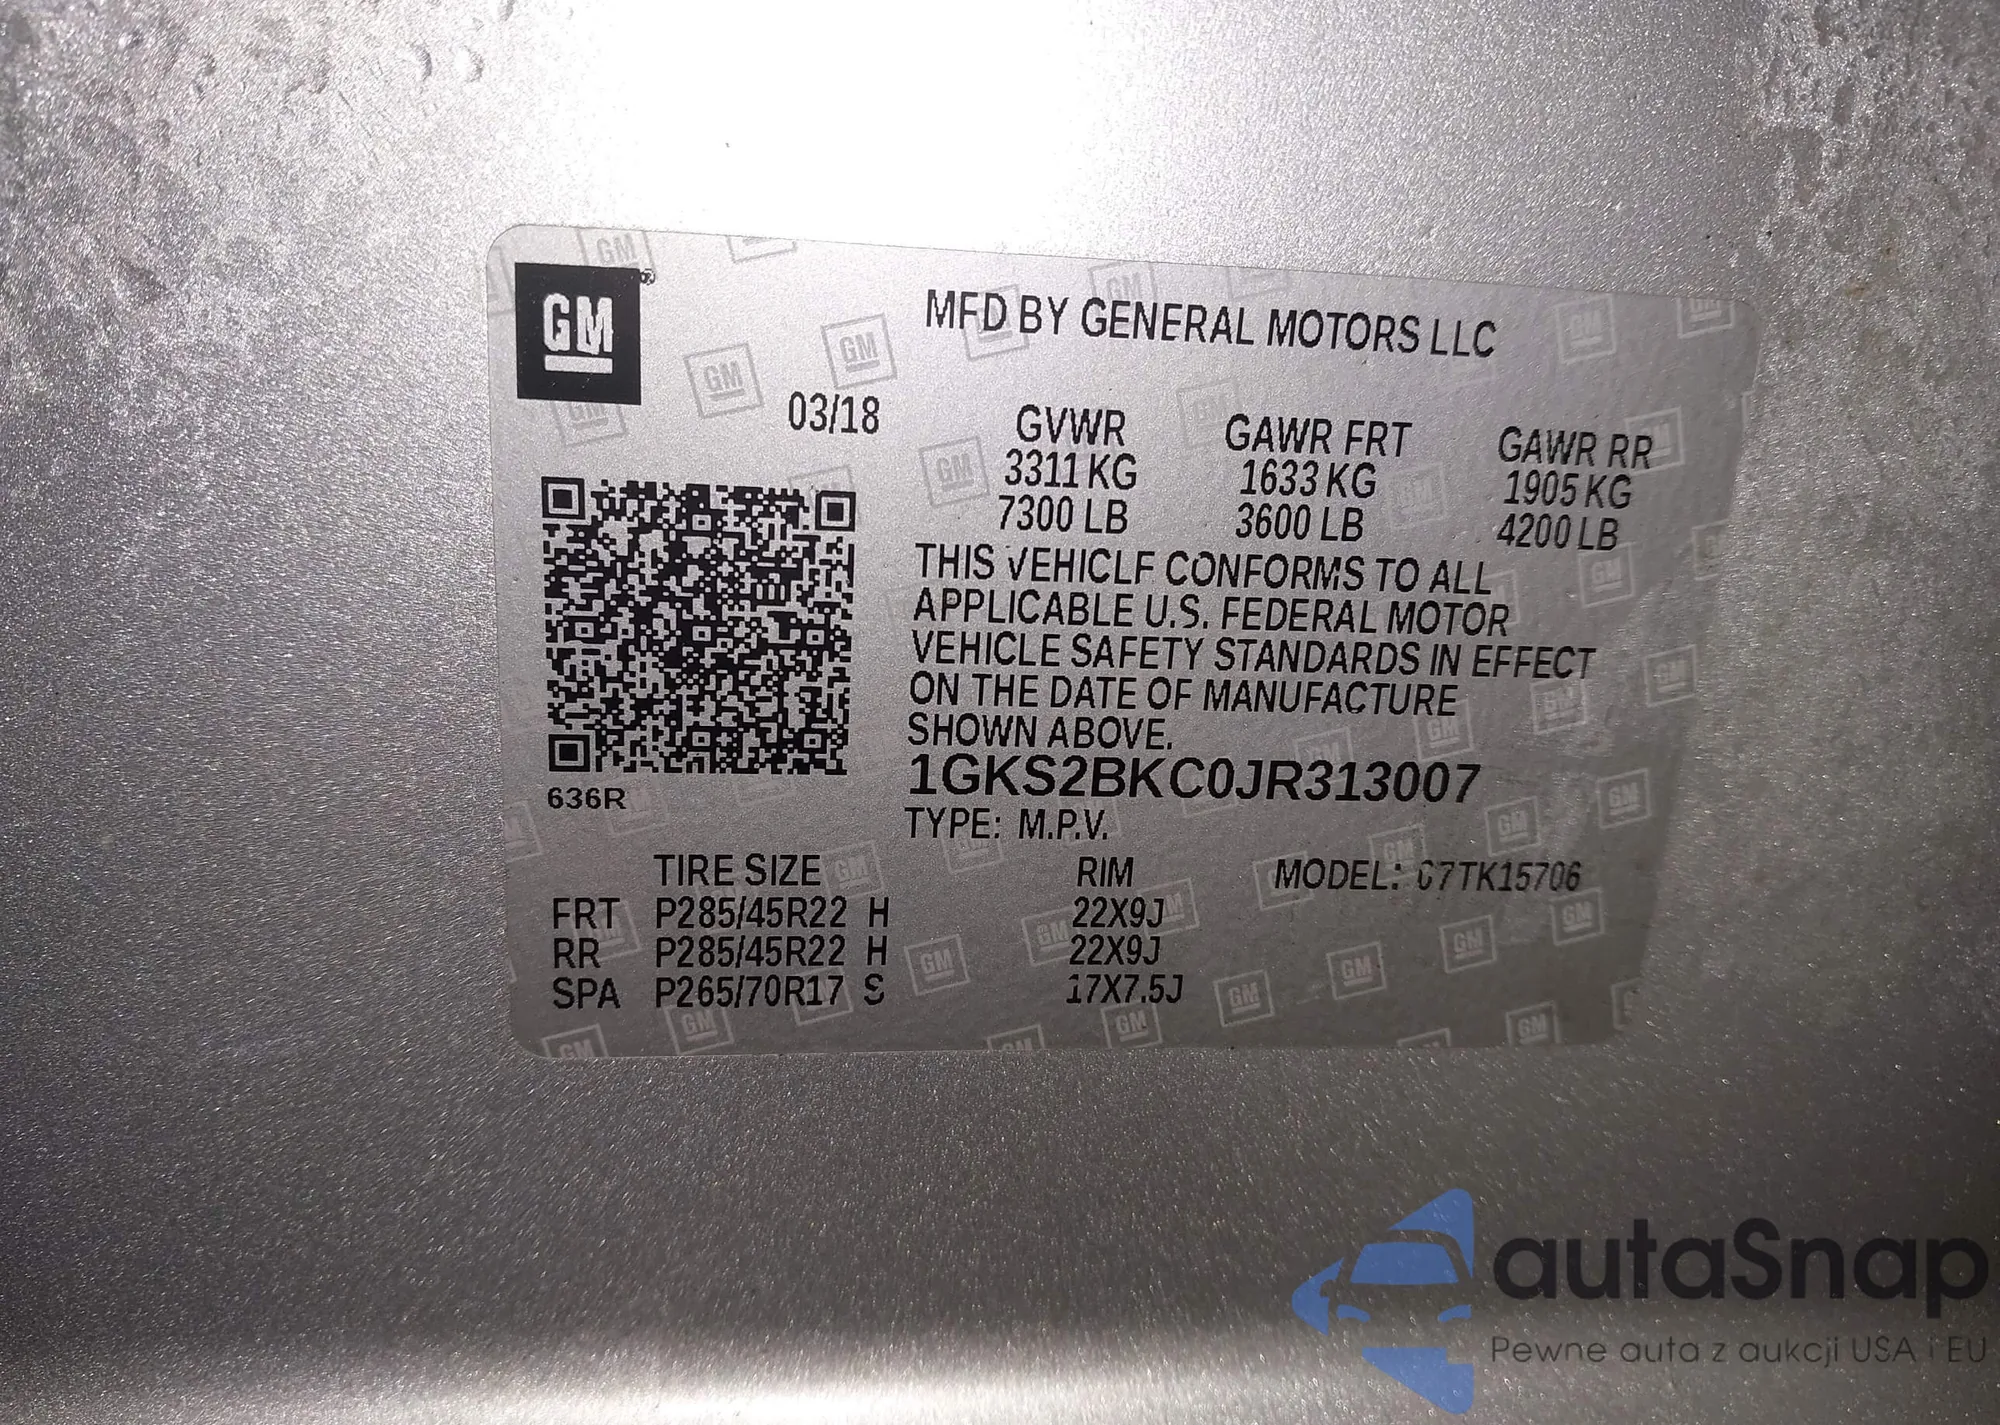 GM
MFD BY GENERAL MOTORS LLC
03/18
GVWR GAWR FRT GAWR RR
3311 KG 1633 KG 1905 KG
7300 LB 3600 LB 4200 LB
THIS VEHICLE CONFORMS TO ALL
APPLICABLE U.S. FEDERAL MOTOR
VEHICLE SAFETY STANDARDS IN EFFECT
ON THE DATE OF MANUFACTURE
SHOWN ABOVE.
1GKS2BKC0JR313007
636R
TYPE: M.P.V.
TIRE SIZE RIM MODEL: C7TK15706
FRT P285/45R22 H 22X9J
RR P285/45R22 H 22X9J
SPA P265/70R17 S 17X7.5J
autaSnap
Pewne auta z aukcji USA i EU